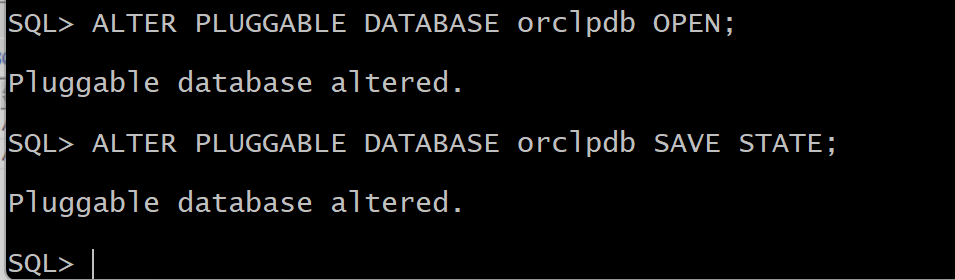 SQL> ALTER PLUGGABLE DATABASE orclpdb OPEN;
Pluggable database altered.
SQL> ALTER PLUGGABLE DATABASE orclpdb SAVE STATE;
Pluggable database altered.
SQL>